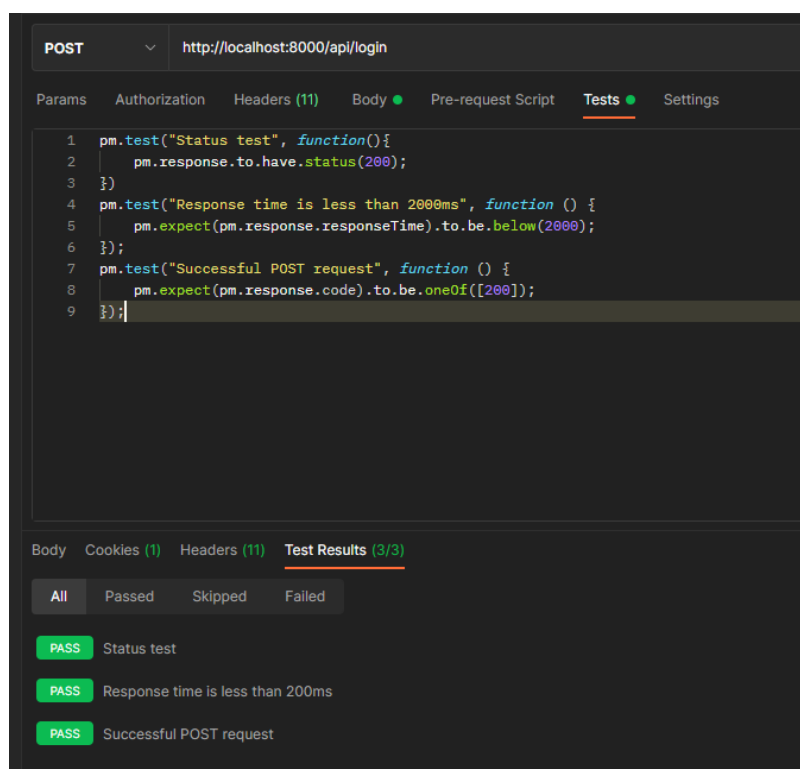 POST http://localhost:8000/api/login
Params Authorization Headers (11) Body Pre-request Script Tests Settings
1 pm.test("Status test", function(){
2 pm.response.to.have.status(200);
3 })
4 pm.test("Response time is less than 2000ms", function () {
5 pm.expect(pm.response.responseTime).to.be.below(2000);
6 });
7 pm.test("Successful POST request", function () {
8 pm.expect(pm.response.code).to.be.oneOf([200]);
9 });
Body Cookies (1) Headers (11) Test Results (3/3)
All Passed Skipped Failed
PASS Status test
PASS Response time is less than 200ms
PASS Successful POST request